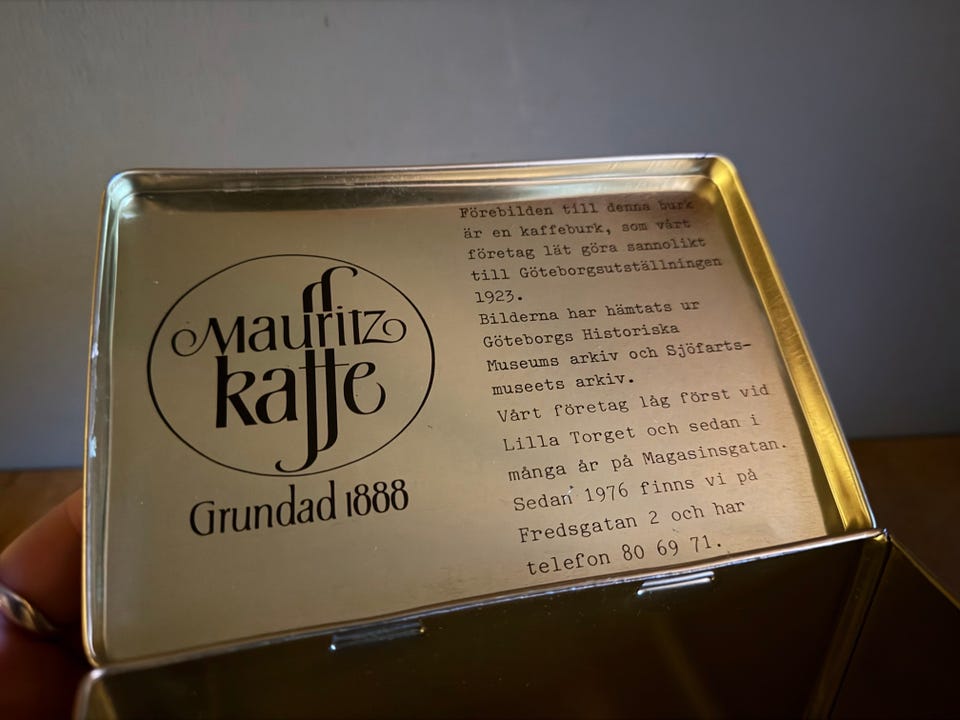 Mauritz
kaffe
Grundad 1888
Förebilden till denna burk
är en kaffeburk, som vårt
företag lät göra sannolikt
till Göteborgsutställningen
1923.
Bilderna har hämtats ur
Göteborgs Historiska
Museums arkiv och Sjöfarts-
museets arkiv.
Vårt företag låg först vid
Lilla Torget och sedan i
många år på Magasinsgatan.
Sedan 1976 finns vi på
Fredsgatan 2 och har
telefon 80 69 71.